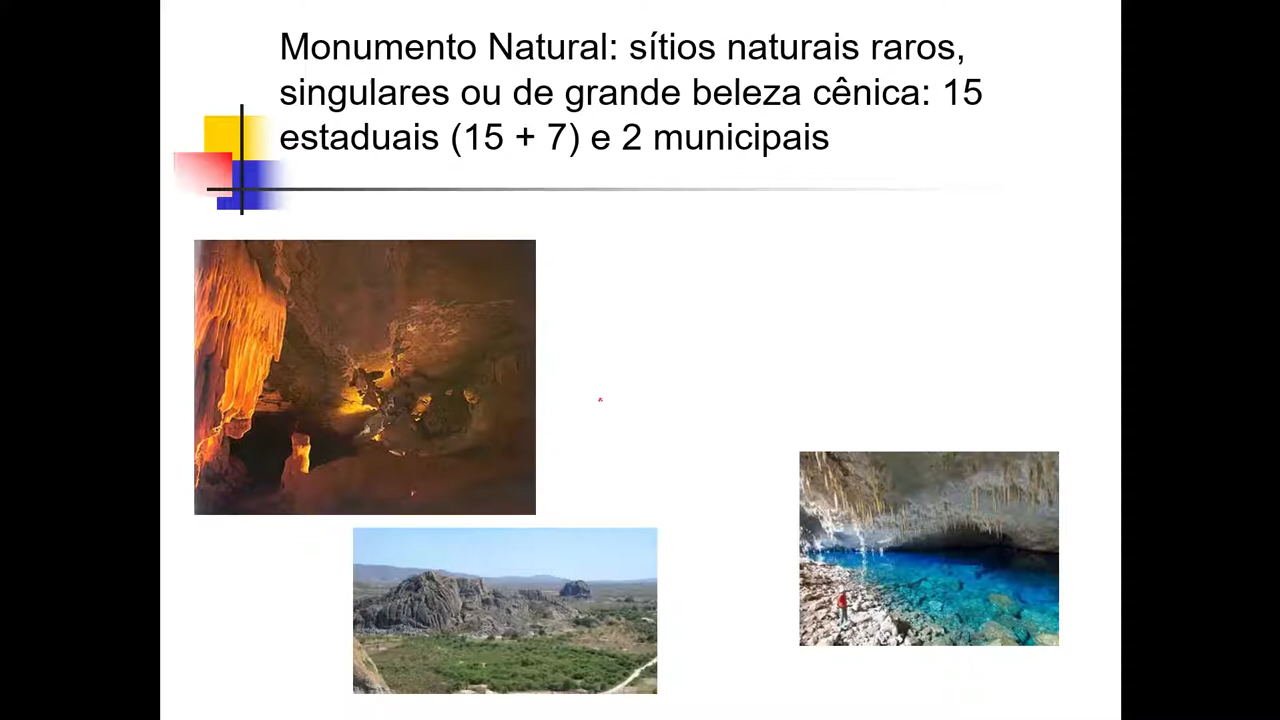 Monumento Natural: sítios naturais raros,
singulares ou de grande beleza cênica: 15
estaduais (15 + 7) e 2 municipais